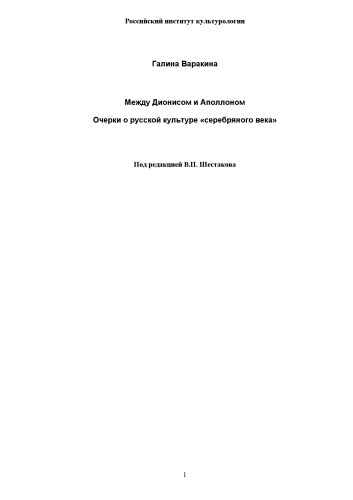 Российский институт культурологии
Галина Варакина
Между Дионисом и Аполлоном
Очерки о русской культуре «серебряного века»
Под редакцией В.П. Шестакова
1